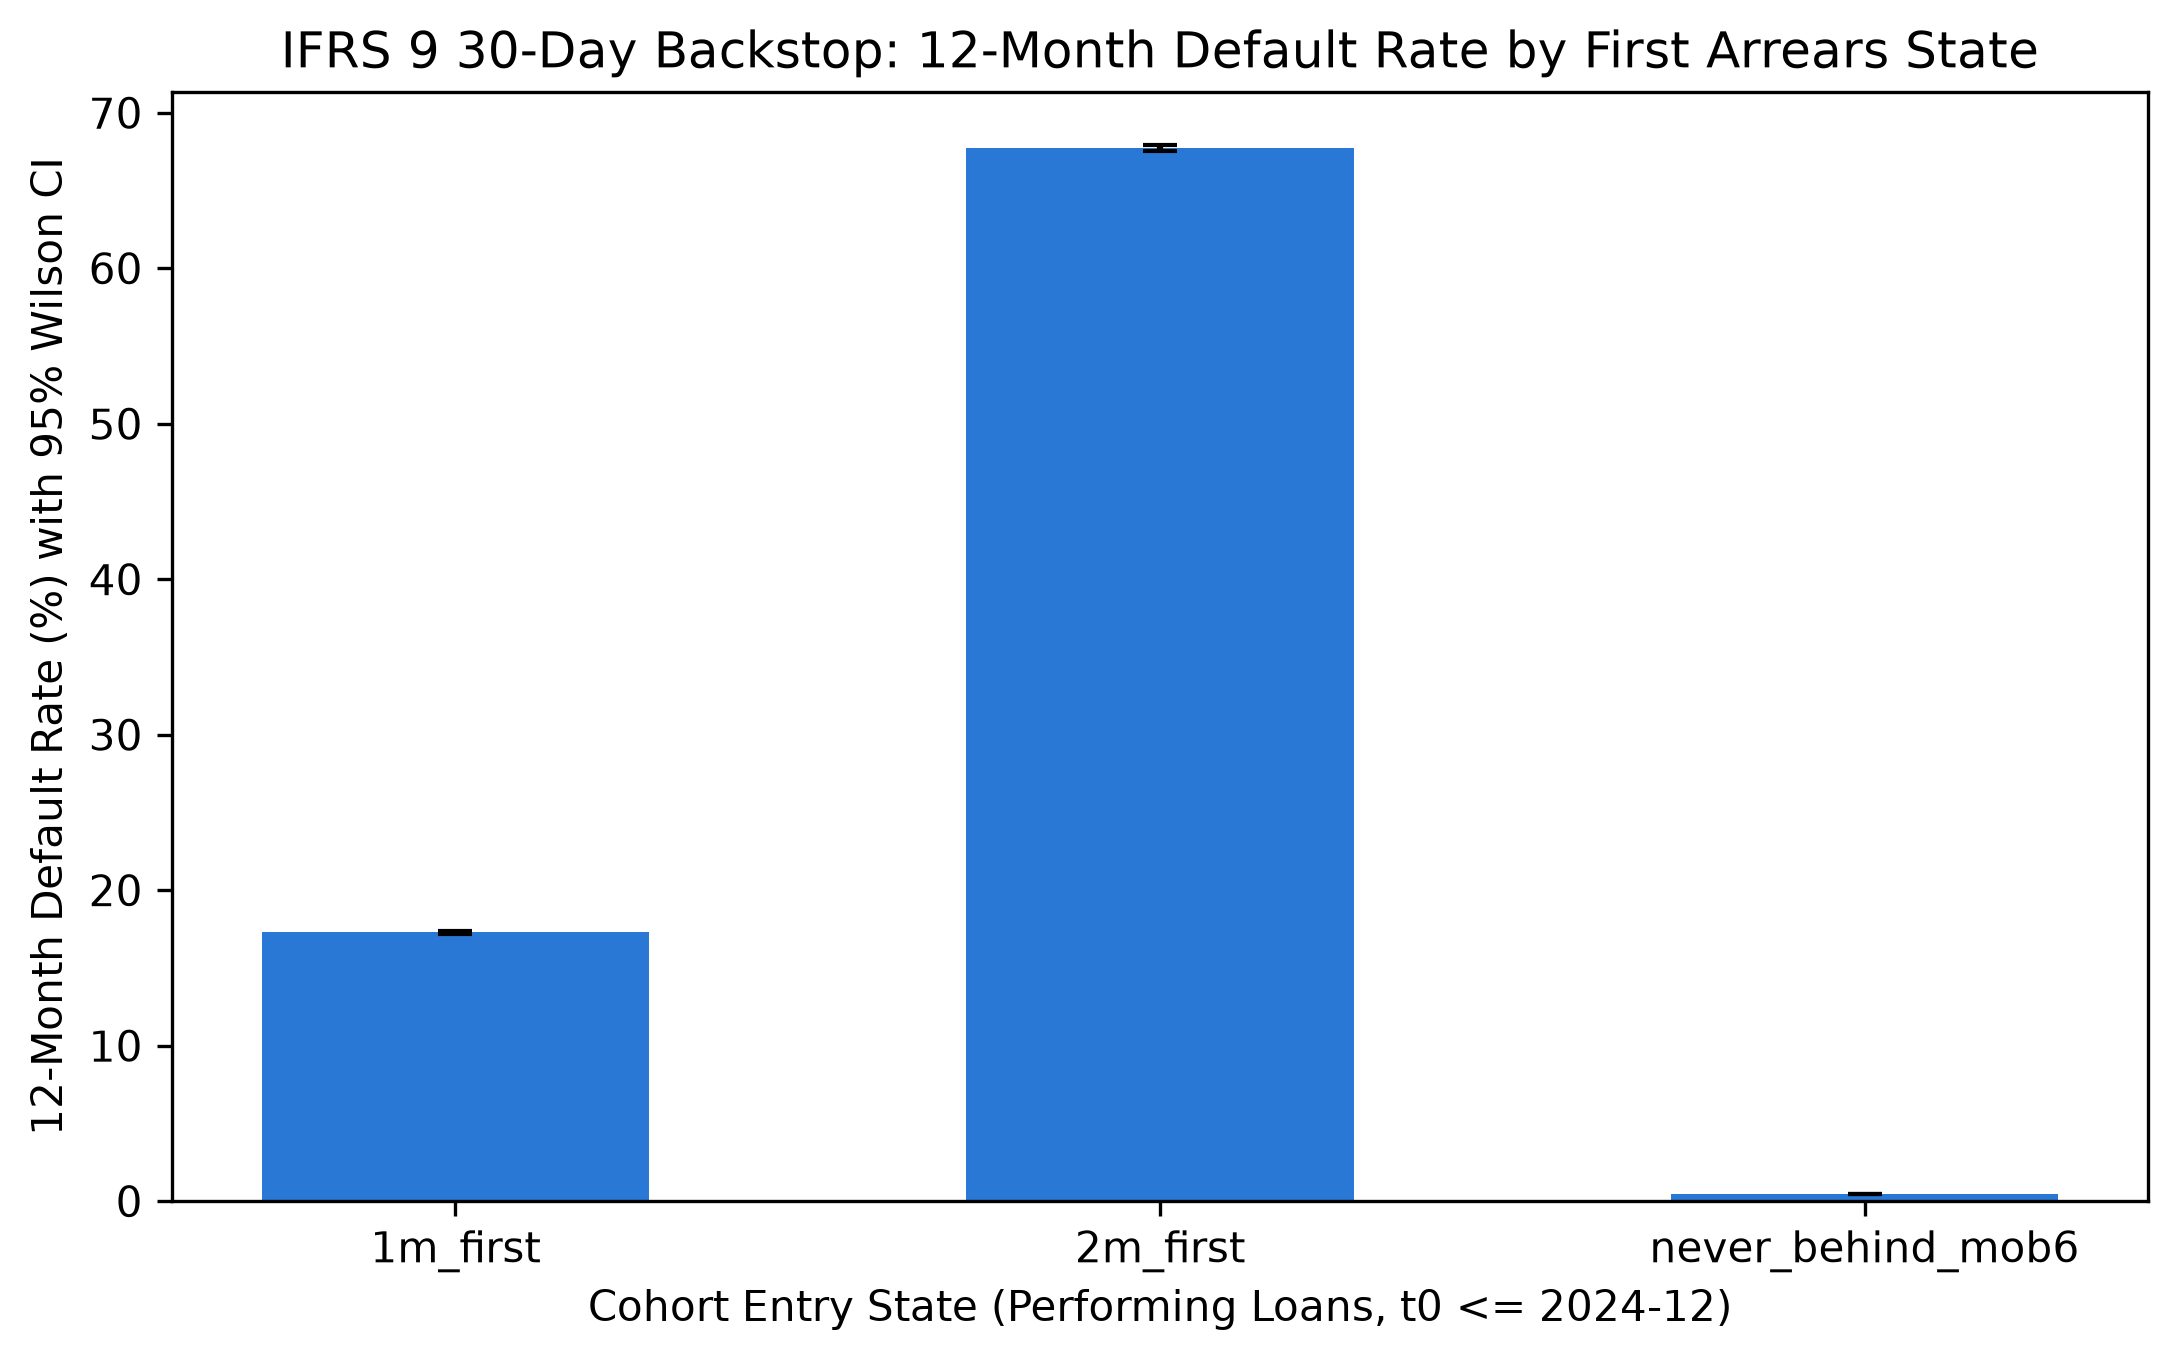 IFRS 9 30-Day Backstop: 12-Month Default Rate by First Arrears State
12-Month Default Rate (%) with 95% Wilson CI
70
60
50
40
30
20
10
0
1m_first
2m_first
never_behind_mob6
Cohort Entry State (Performing Loans, t0 <= 2024-12)